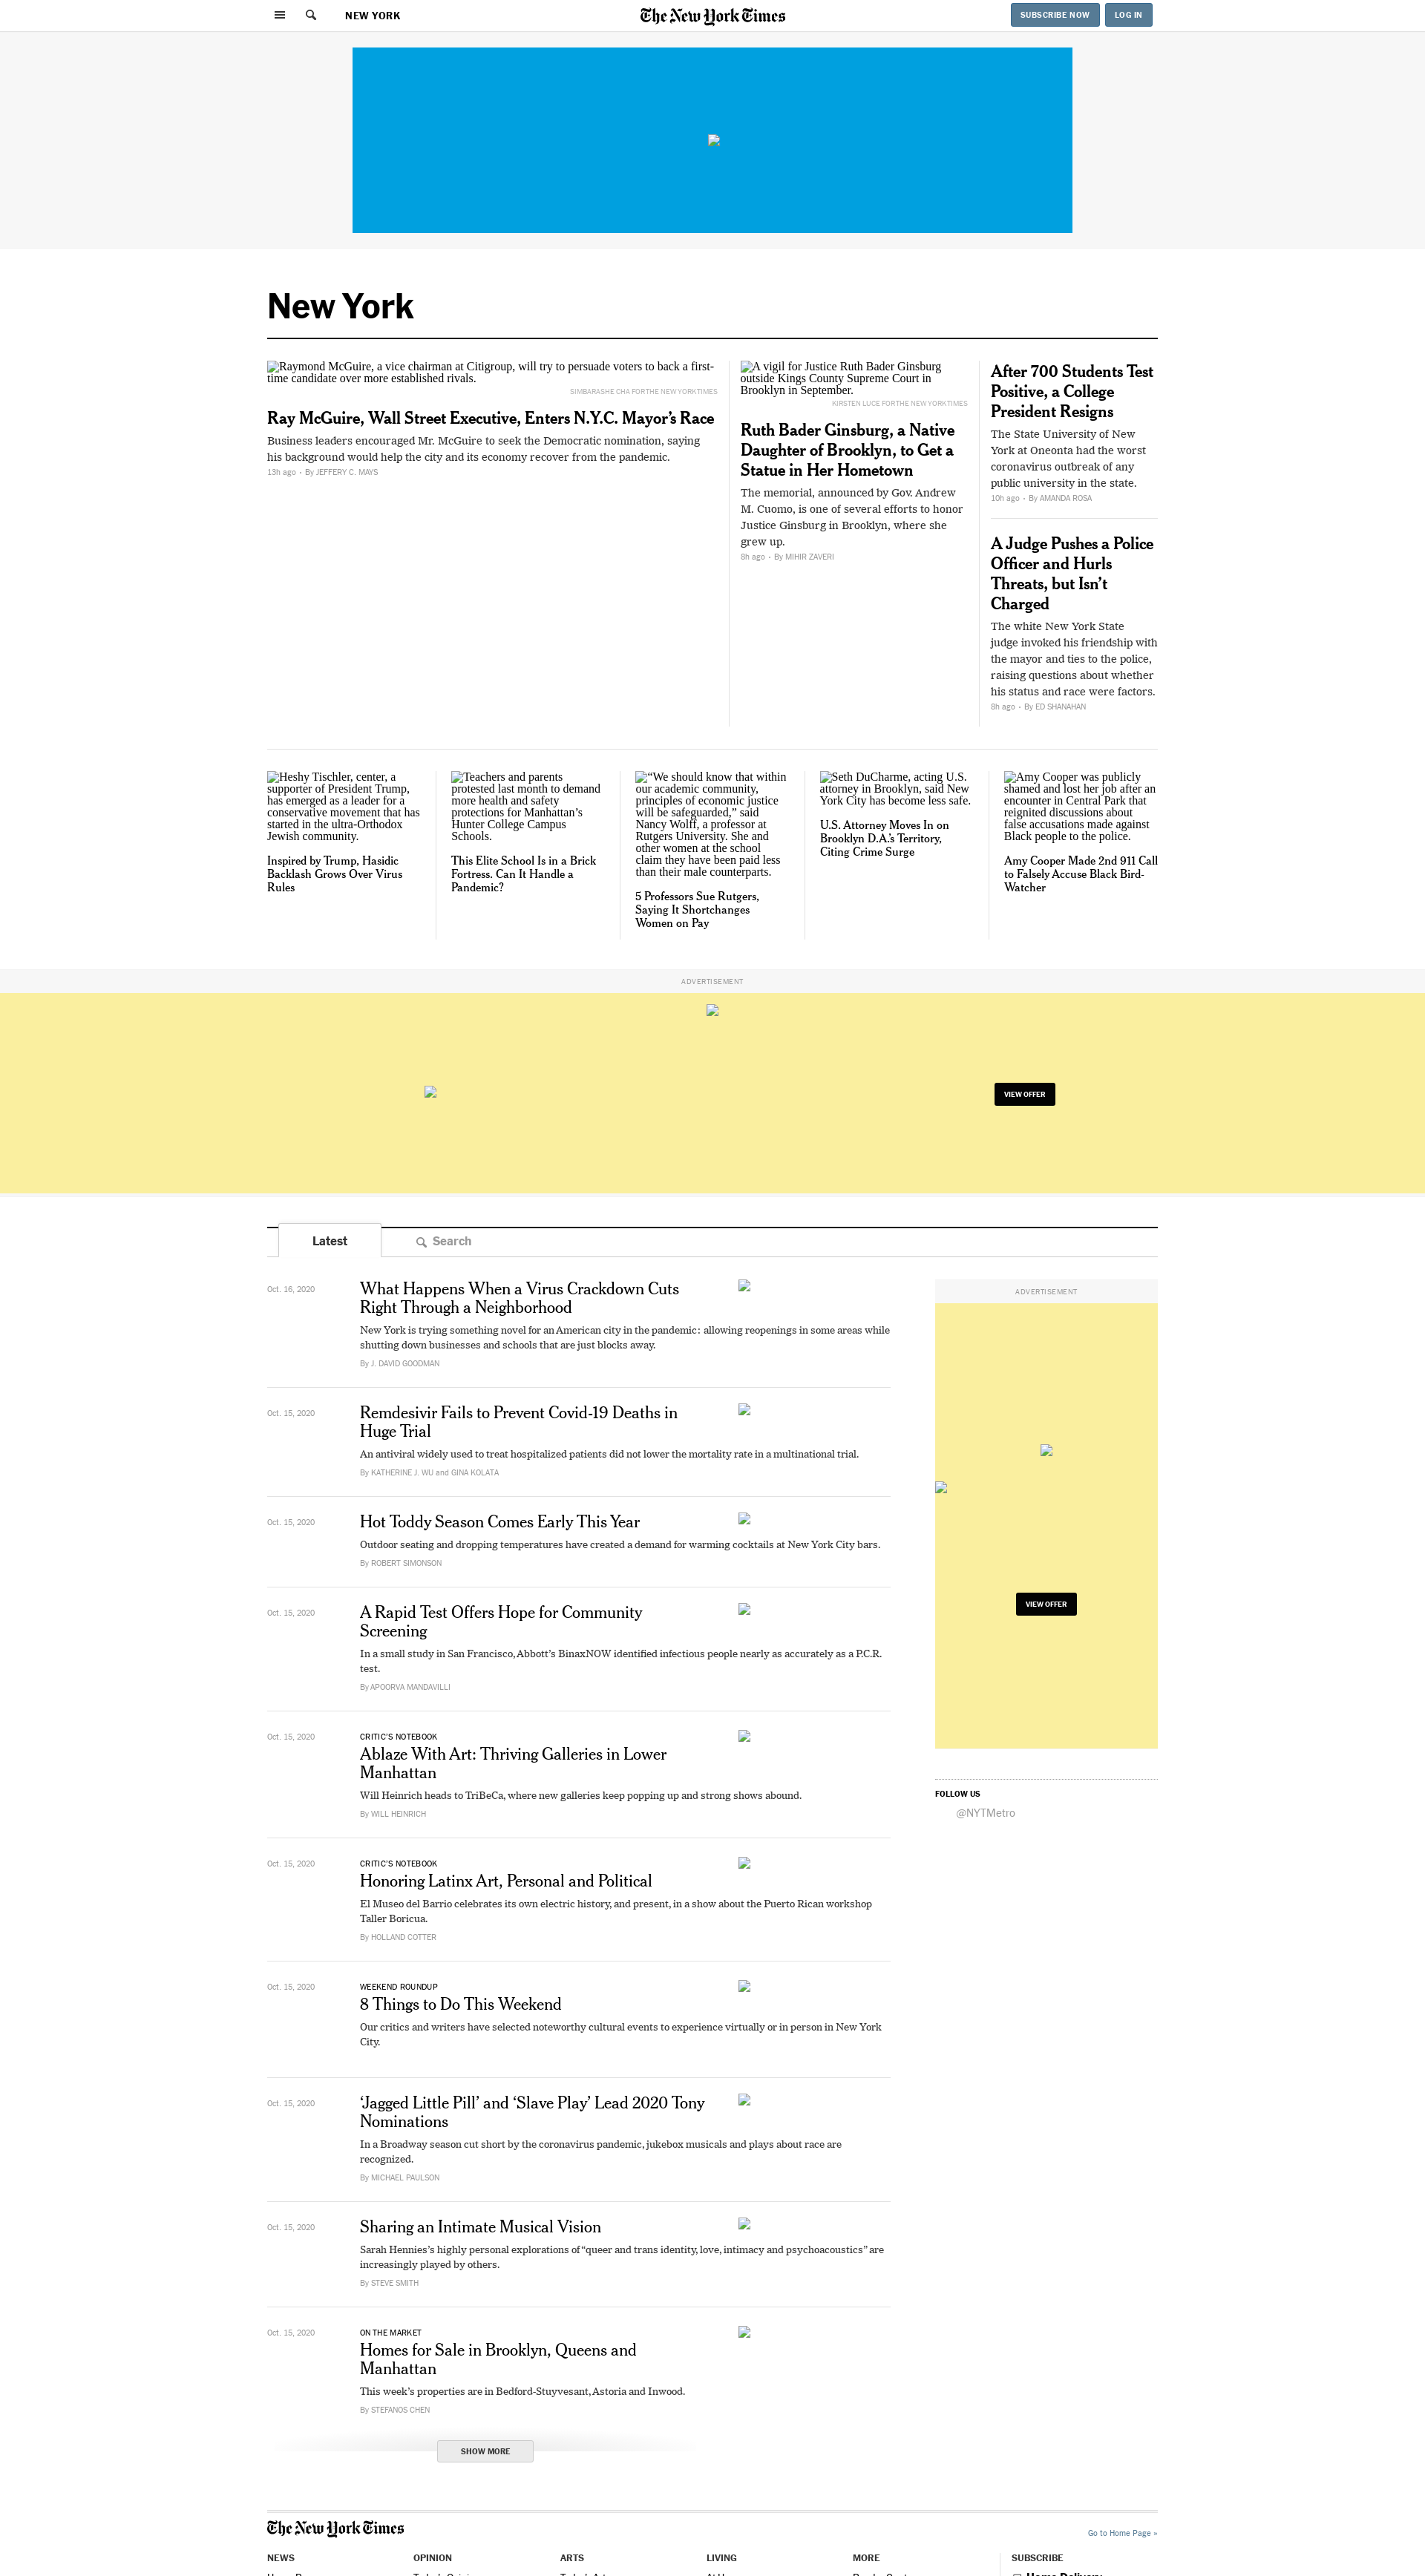 NEW YORK
The New York Times
SUBSCRIBE NOW
LOG IN
New York
Raymond McGuire, a vice chairman at Citigroup, will try to persuade voters to back a first-
time candidate over more established rivals.
SIMBARASHE CHA FOR THE NEW YORK TIMES
Ray McGuire, Wall Street Executive, Enters N.Y.C. Mayor’s Race
Business leaders encouraged Mr. McGuire to seek the Democratic nomination, saying
his background would help the city and its economy recover from the pandemic.
13h ago • By JEFFERY C. MAYS
A vigil for Justice Ruth Bader Ginsburg
outside Kings County Supreme Court in
Brooklyn in September.
KIRSTEN LUCE FOR THE NEW YORK TIMES
Ruth Bader Ginsburg, a Native
Daughter of Brooklyn, to Get a
Statue in Her Hometown
The memorial, announced by Gov. Andrew
M. Cuomo, is one of several efforts to honor
Justice Ginsburg in Brooklyn, where she
grew up.
8h ago • By MIHIR ZAVERI
After 700 Students Test
Positive, a College
President Resigns
The State University of New
York at Oneonta had the worst
coronavirus outbreak of any
public university in the state.
10h ago • By AMANDA ROSA
A Judge Pushes a Police
Officer and Hurls
Threats, but Isn’t
Charged
The white New York State
judge invoked his friendship with
the mayor and ties to the police,
raising questions about whether
his status and race were factors.
8h ago • By ED SHANAHAN
Heshy Tischler, center, a
supporter of President Trump,
has emerged as a leader for a
conservative movement that has
started in the ultra-Orthodox
Jewish community.
Inspired by Trump, Hasidic
Backlash Grows Over Virus
Rules
Teachers and parents
protested last month to demand
more health and safety
protections for Manhattan’s
Hunter College Campus
Schools.
This Elite School Is in a Brick
Fortress. Can It Handle a
Pandemic?
“We should know that within
our academic community,
principles of economic justice
will be safeguarded,” said
Nancy Wolff, a professor at
Rutgers University. She and
other women at the school
claim they have been paid less
than their male counterparts.
5 Professors Sue Rutgers,
Saying It Shortchanges
Women on Pay
Seth DuCharme, acting U.S.
attorney in Brooklyn, said New
York City has become less safe.
U.S. Attorney Moves In on
Brooklyn D.A.’s Territory,
Citing Crime Surge
Amy Cooper was publicly
shamed and lost her job after an
encounter in Central Park that
reignited discussions about
false accusations made against
Black people to the police.
Amy Cooper Made 2nd 911 Call
to Falsely Accuse Black Bird-
Watcher
ADVERTISEMENT
VIEW OFFER
Latest
Search
Oct. 16, 2020
What Happens When a Virus Crackdown Cuts
Right Through a Neighborhood
New York is trying something novel for an American city in the pandemic: allowing reopenings in some areas while
shutting down businesses and schools that are just blocks away.
By J. DAVID GOODMAN
Oct. 15, 2020
Remdesivir Fails to Prevent Covid-19 Deaths in
Huge Trial
An antiviral widely used to treat hospitalized patients did not lower the mortality rate in a multinational trial.
By KATHERINE J. WU and GINA KOLATA
Oct. 15, 2020
Hot Toddy Season Comes Early This Year
Outdoor seating and dropping temperatures have created a demand for warming cocktails at New York City bars.
By ROBERT SIMONSON
Oct. 15, 2020
A Rapid Test Offers Hope for Community
Screening
In a small study in San Francisco, Abbott’s BinaxNOW identified infectious people nearly as accurately as a P.C.R.
test.
By APOORVA MANDAVILLI
Oct. 15, 2020
CRITIC’S NOTEBOOK
Ablaze With Art: Thriving Galleries in Lower
Manhattan
Will Heinrich heads to TriBeCa, where new galleries keep popping up and strong shows abound.
By WILL HEINRICH
Oct. 15, 2020
CRITIC’S NOTEBOOK
Honoring Latinx Art, Personal and Political
El Museo del Barrio celebrates its own electric history, and present, in a show about the Puerto Rican workshop
Taller Boricua.
By HOLLAND COTTER
Oct. 15, 2020
WEEKEND ROUNDUP
8 Things to Do This Weekend
Our critics and writers have selected noteworthy cultural events to experience virtually or in person in New York
City.
Oct. 15, 2020
‘Jagged Little Pill’ and ‘Slave Play’ Lead 2020 Tony
Nominations
In a Broadway season cut short by the coronavirus pandemic, jukebox musicals and plays about race are
recognized.
By MICHAEL PAULSON
Oct. 15, 2020
Sharing an Intimate Musical Vision
Sarah Hennies’s highly personal explorations of “queer and trans identity, love, intimacy and psychoacoustics” are
increasingly played by others.
By STEVE SMITH
Oct. 15, 2020
ON THE MARKET
Homes for Sale in Brooklyn, Queens and
Manhattan
This week’s properties are in Bedford-Stuyvesant, Astoria and Inwood.
By STEFANOS CHEN
SHOW MORE
ADVERTISEMENT
VIEW OFFER
FOLLOW US
@NYTMetro
The New York Times
Go to Home Page »
NEWS
OPINION
ARTS
LIVING
MORE
SUBSCRIBE